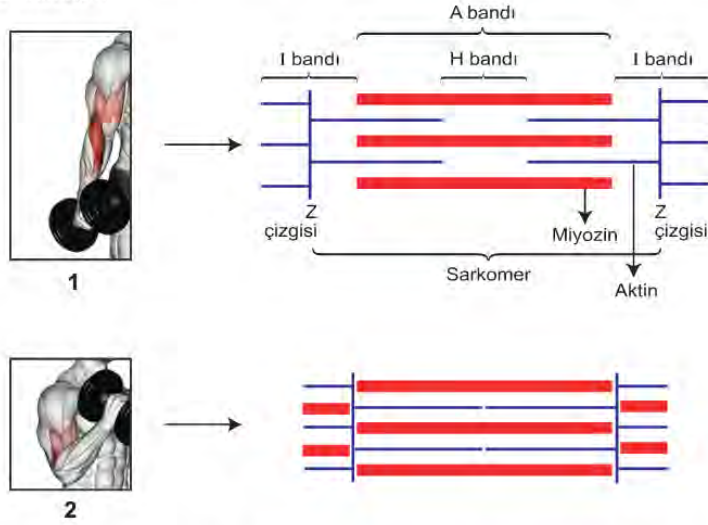 A bandı
I bandı
H bandı
I bandı
Z
çizgisi
Z
çizgisi
Miyozin
Sarkomer
Aktin
1
2